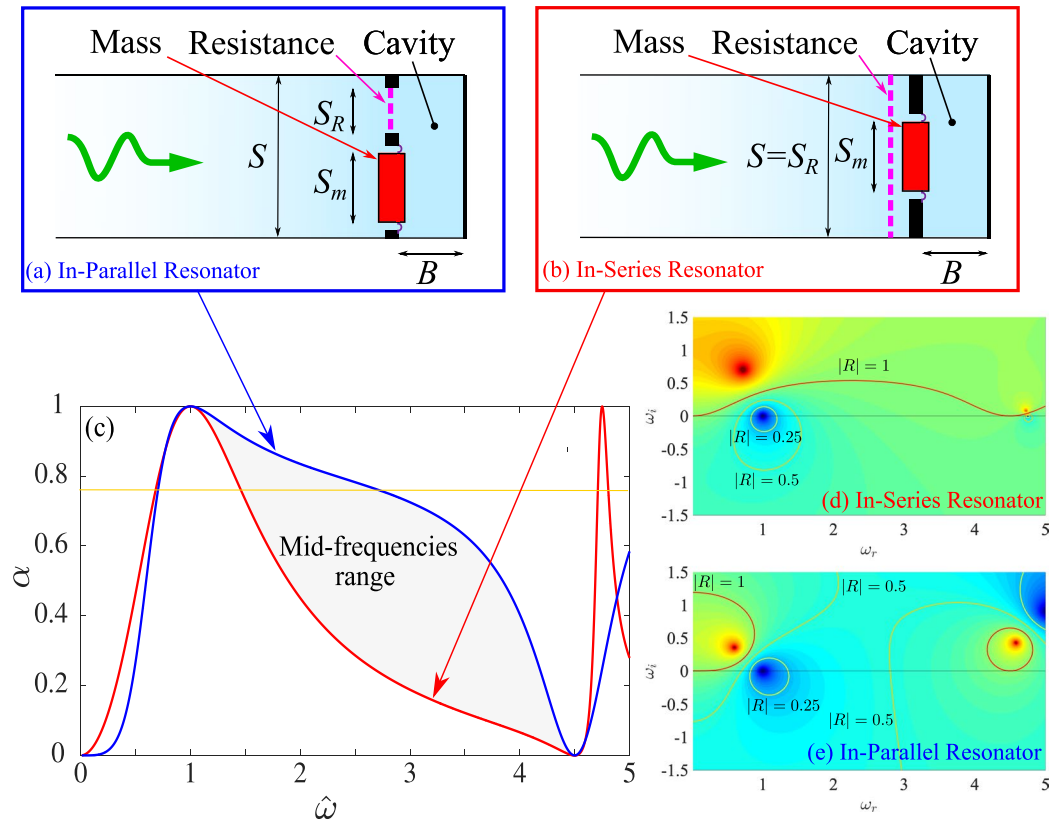 Mass Resistance Cavity
S_R
S
S_m
(a) In-Parallel Resonator
B
Mass Resistance Cavity
S=S_R S_m
(b) In-Series Resonator
B
(c)
1
0.8
0.6
0.4
0.2
0
α
Mid-frequencies
range
0 1 2 3 4 5
ω̂
1.5
1
0.5
0
-0.5
-1
-1.5
ω_i
|R| = 1
|R| = 0.25
|R| = 0.5
(d) In-Series Resonator
1 2 3 4 5
ω_r
1.5
1
0.5
0
-0.5
-1
-1.5
ω_i
|R| = 1
|R| = 0.5
|R| = 0.25
|R| = 0.5
(e) In-Parallel Resonator
1 2 3 4 5
ω_r